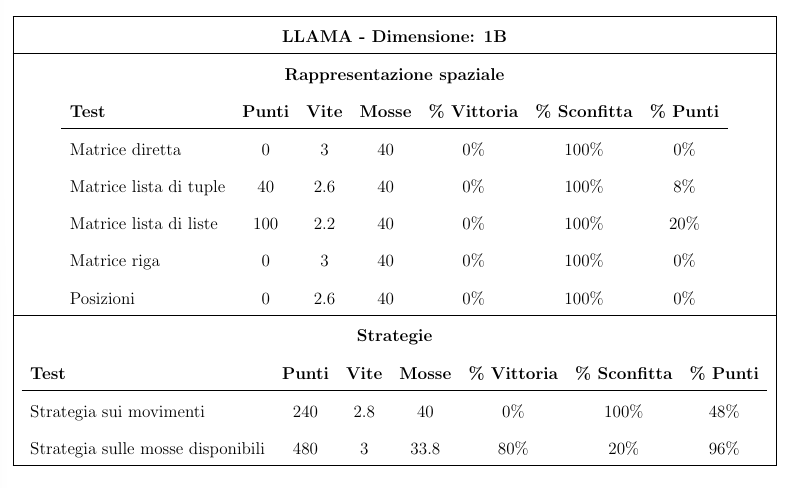 LLAMA - Dimensione: 1B
Rappresentazione spaziale
Test Punti Vite Mosse % Vittoria % Sconfitta % Punti
Matrice diretta 0 3 40 0% 100% 0%
Matrice lista di tuple 40 2.6 40 0% 100% 8%
Matrice lista di liste 100 2.2 40 0% 100% 20%
Matrice riga 0 3 40 0% 100% 0%
Posizioni 0 2.6 40 0% 100% 0%
Strategie
Test Punti Vite Mosse % Vittoria % Sconfitta % Punti
Strategia sui movimenti 240 2.8 40 0% 100% 48%
Strategia sulle mosse disponibili 480 3 33.8 80% 20% 96%